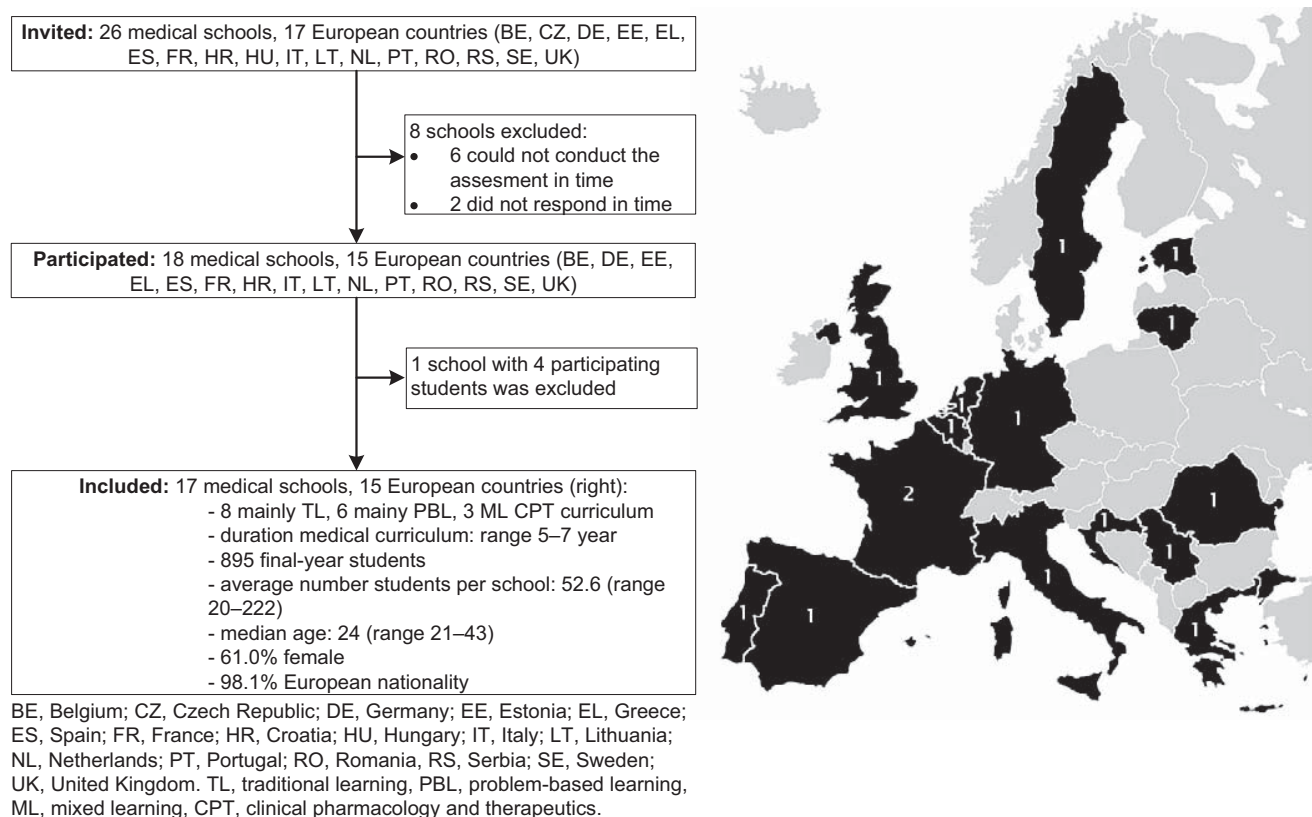 Invited: 26 medical schools, 17 European countries (BE, CZ, DE, EE, EL,
ES, FR, HR, HU, IT, LT, NL, PT, RO, RS, SE, UK)
8 schools excluded:
• 6 could not conduct the
assesment in time
• 2 did not respond in time
Participated: 18 medical schools, 15 European countries (BE, DE, EE,
EL, ES, FR, HR, IT, LT, NL, PT, RO, RS, SE, UK)
1 school with 4 participating
students was excluded
Included: 17 medical schools, 15 European countries (right):
- 8 mainly TL, 6 mainy PBL, 3 ML CPT curriculum
- duration medical curriculum: range 5–7 year
- 895 final-year students
- average number students per school: 52.6 (range
20–222)
- median age: 24 (range 21–43)
- 61.0% female
- 98.1% European nationality
BE, Belgium; CZ, Czech Republic; DE, Germany; EE, Estonia; EL, Greece;
ES, Spain; FR, France; HR, Croatia; HU, Hungary; IT, Italy; LT, Lithuania;
NL, Netherlands; PT, Portugal; RO, Romania, RS, Serbia; SE, Sweden;
UK, United Kingdom. TL, traditional learning, PBL, problem-based learning,
ML, mixed learning, CPT, clinical pharmacology and therapeutics.
1
1
1
1
1
1
1
2
1
1
1
1
1
1
1
1